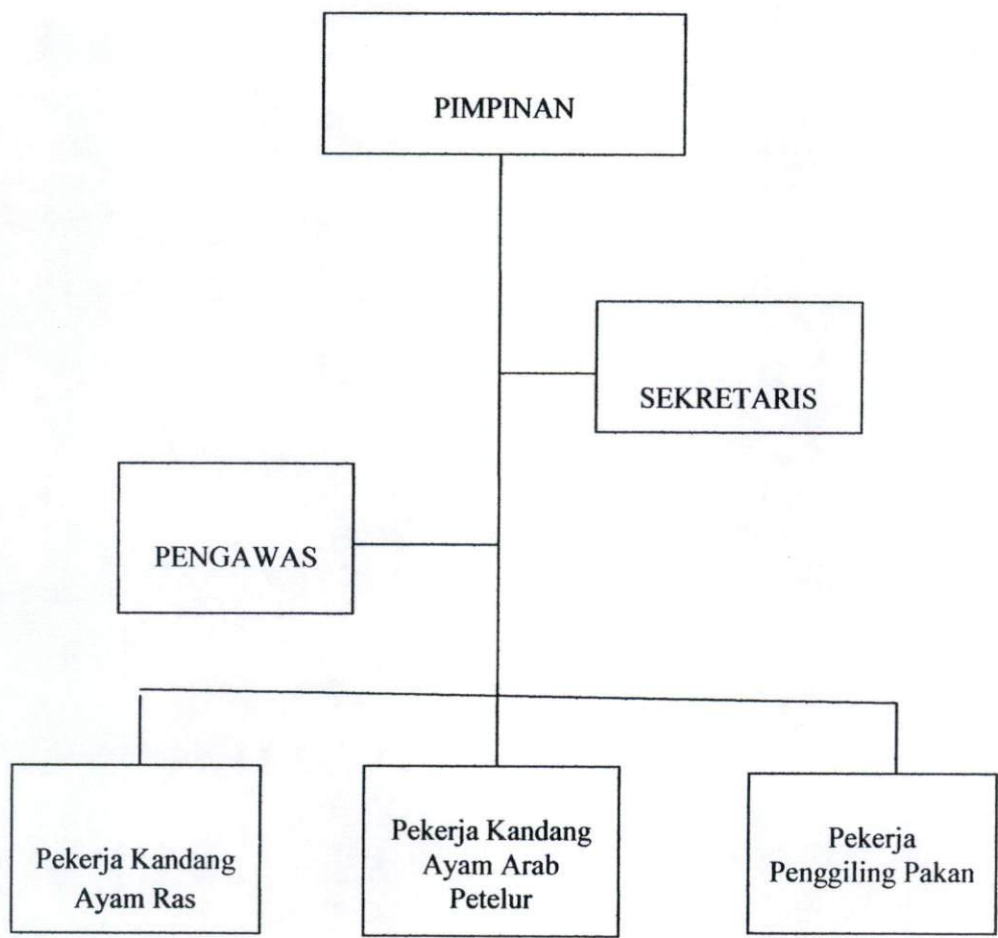 PIMPINAN
SEKRETARIS
PENGAWAS
Pekerja Kandang
Ayam Ras
Pekerja Kandang
Ayam Arab
Petelur
Pekerja
Penggiling Pakan